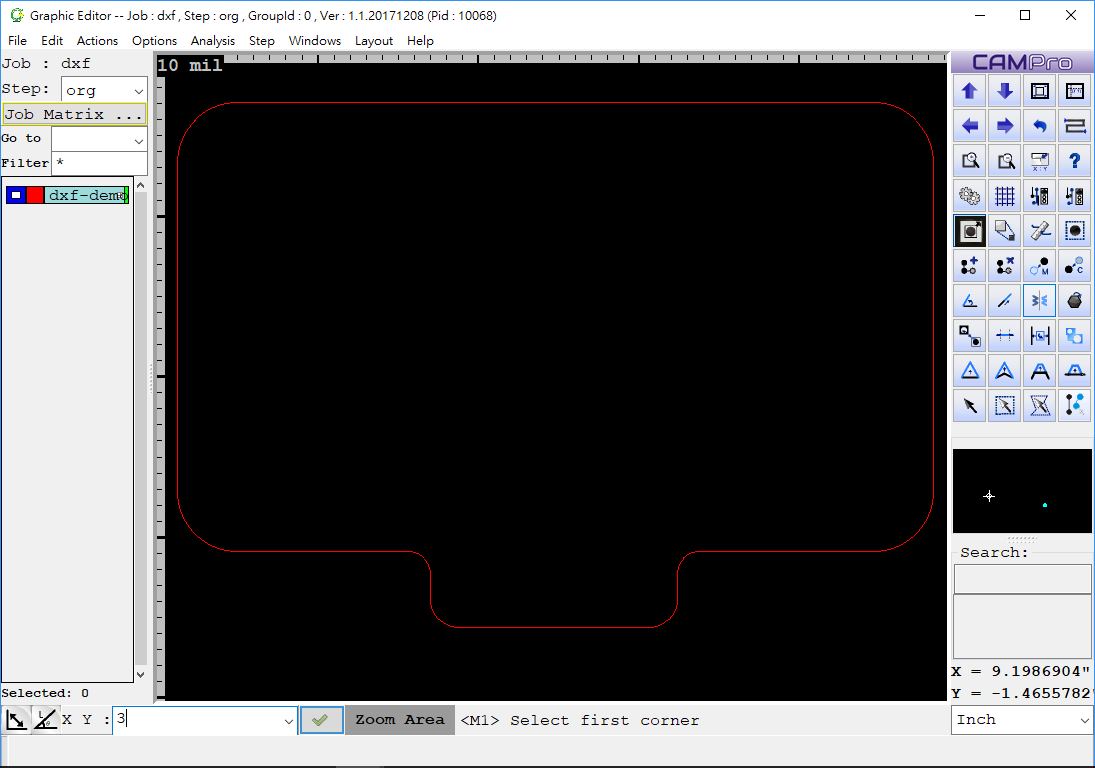 Graphic Editor -- Job : dxf , Step : org , GroupId : 0 , Ver : 1.1.20171208 (Pid : 10068)
File Edit Actions Options Analysis Step Windows Layout Help
Job : dxf
Step: org
Job Matrix ...
Go to
Filter *
dxf-demo
Selected: 0
10 mil
CAMPro
X:Y
?
M
C
Search:
X = 9.1986904"
Y = -1.4655782"
X Y : 3
Zoom Area <M1> Select first corner
Inch